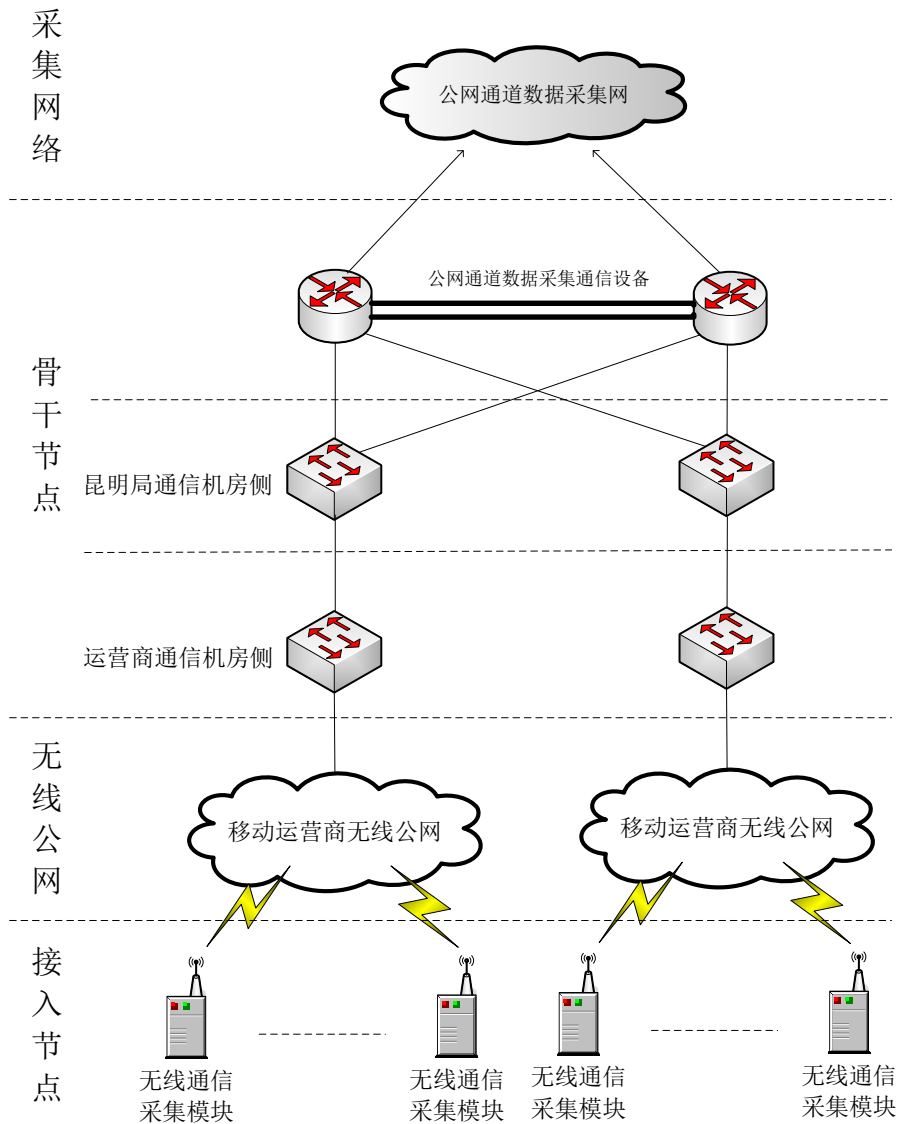 采集网络
公网通道数据采集网
公网通道数据采集通信设备
骨干节点
昆明局通信机房侧
运营商通信机房侧
无线公网
移动运营商无线公网
移动运营商无线公网
接入节点
无线通信
采集模块
无线通信
采集模块
无线通信
采集模块
无线通信
采集模块